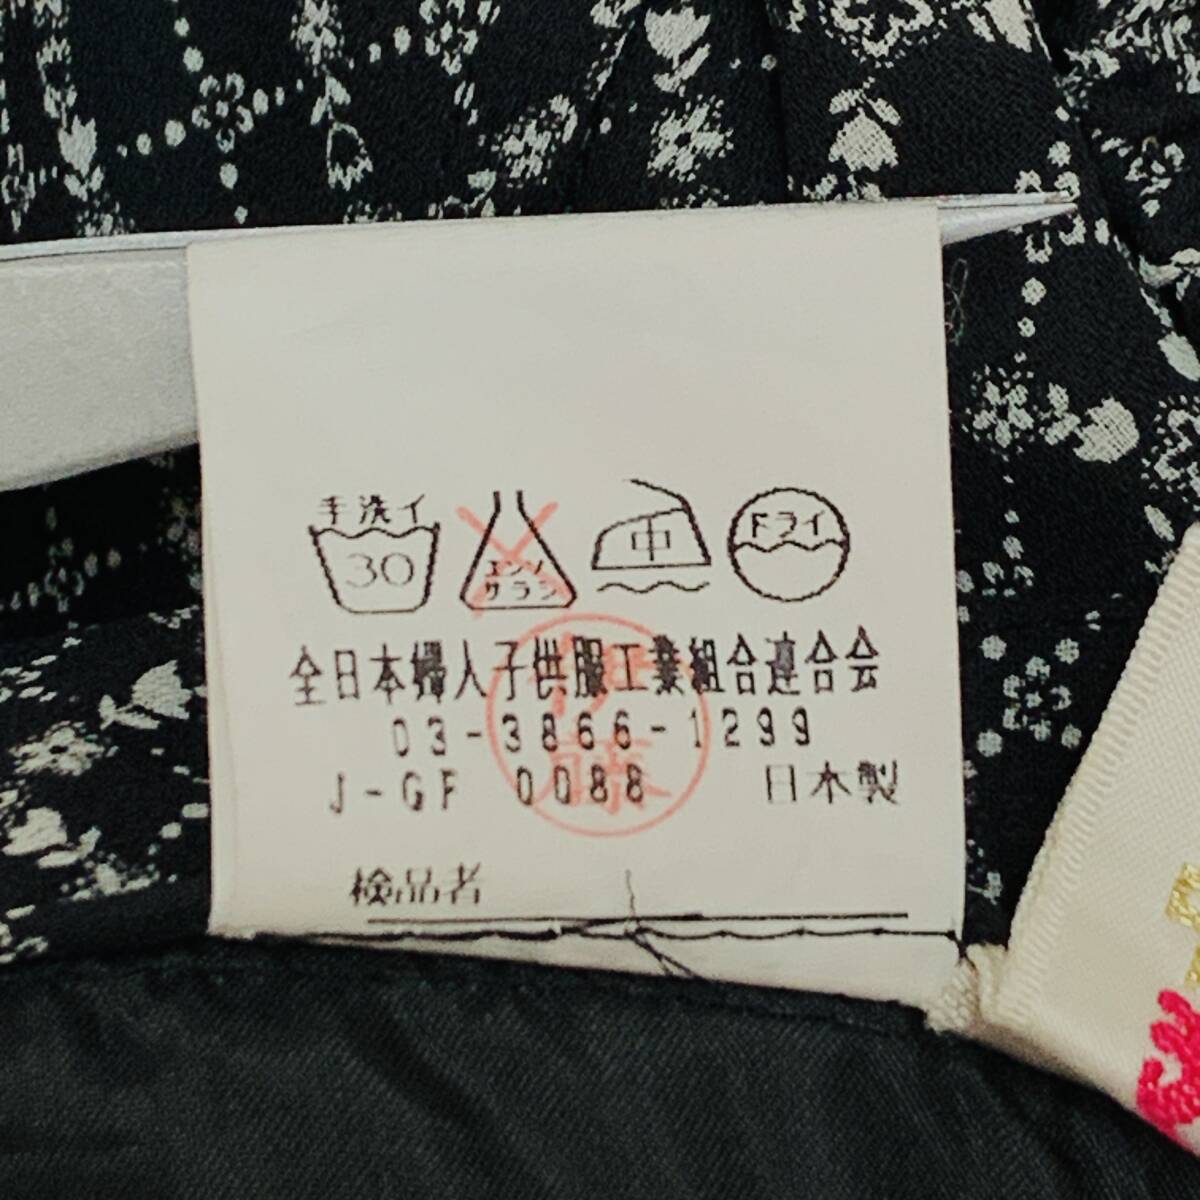 手洗イ
30
エンソ
サラシ
中
ドライ
全日本婦人子供服工業組合連合会
03-3866-1299
J-GF 0088 日本製
検品者